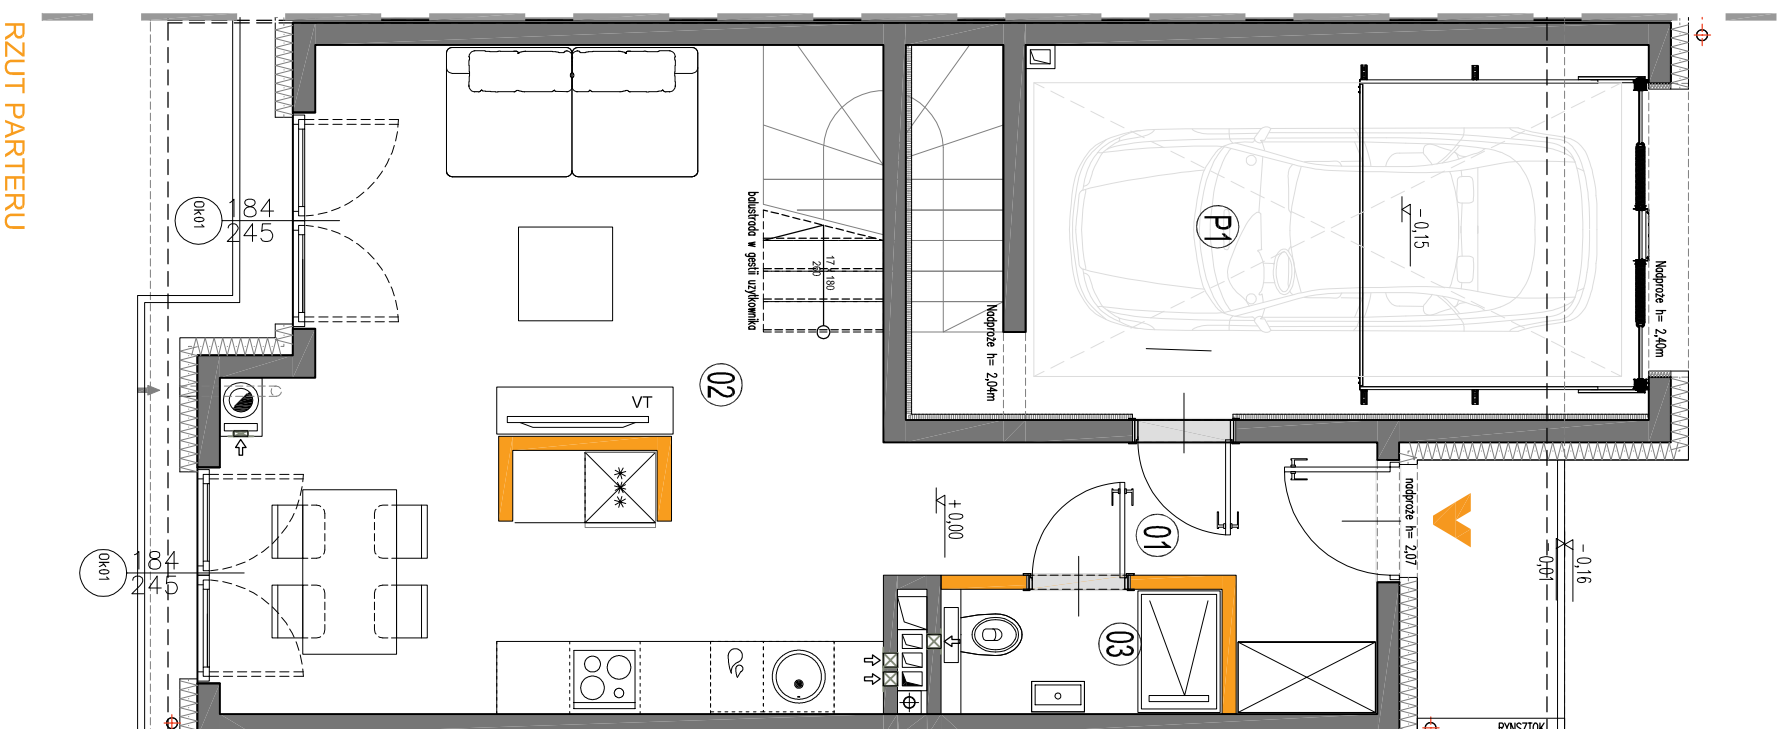 RZUT PARTERU
Ok01
184
245
balustrada w gestii użytkownika
17 x 180
260
Nadproże h= 2,04m
P1
- 0,15
Nadproże h= 2,40m
02
VT
+ 0,00
01
nadproże h= 2,07
- 0,01
- 0,16
Ok01
184
245
03
RYNSZTOK